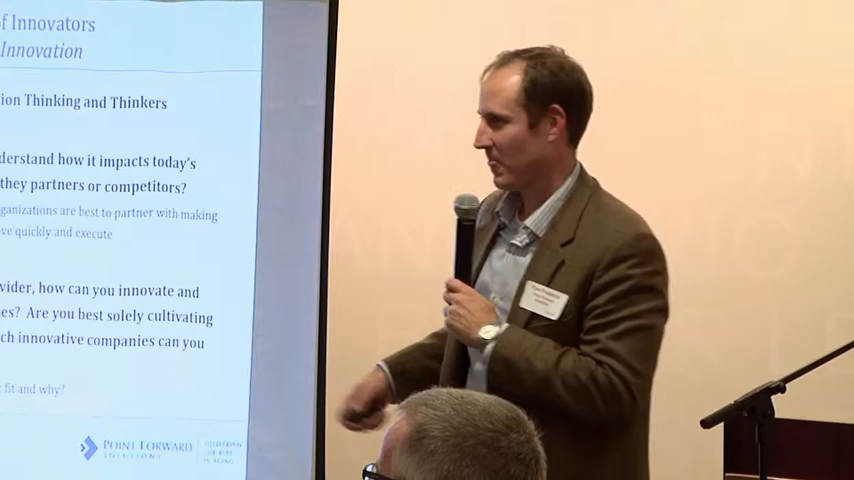 f Innovators
Innovation
ion Thinking and Thinkers
derstand how it impacts today's
they partners or competitors?
ganizations are best to partner with making
ve quickly and execute
vider, how can you innovate and
es? Are you best solely cultivating
ch innovative companies can you
fit and why?
POINT FORWARD
SOLUTIONS